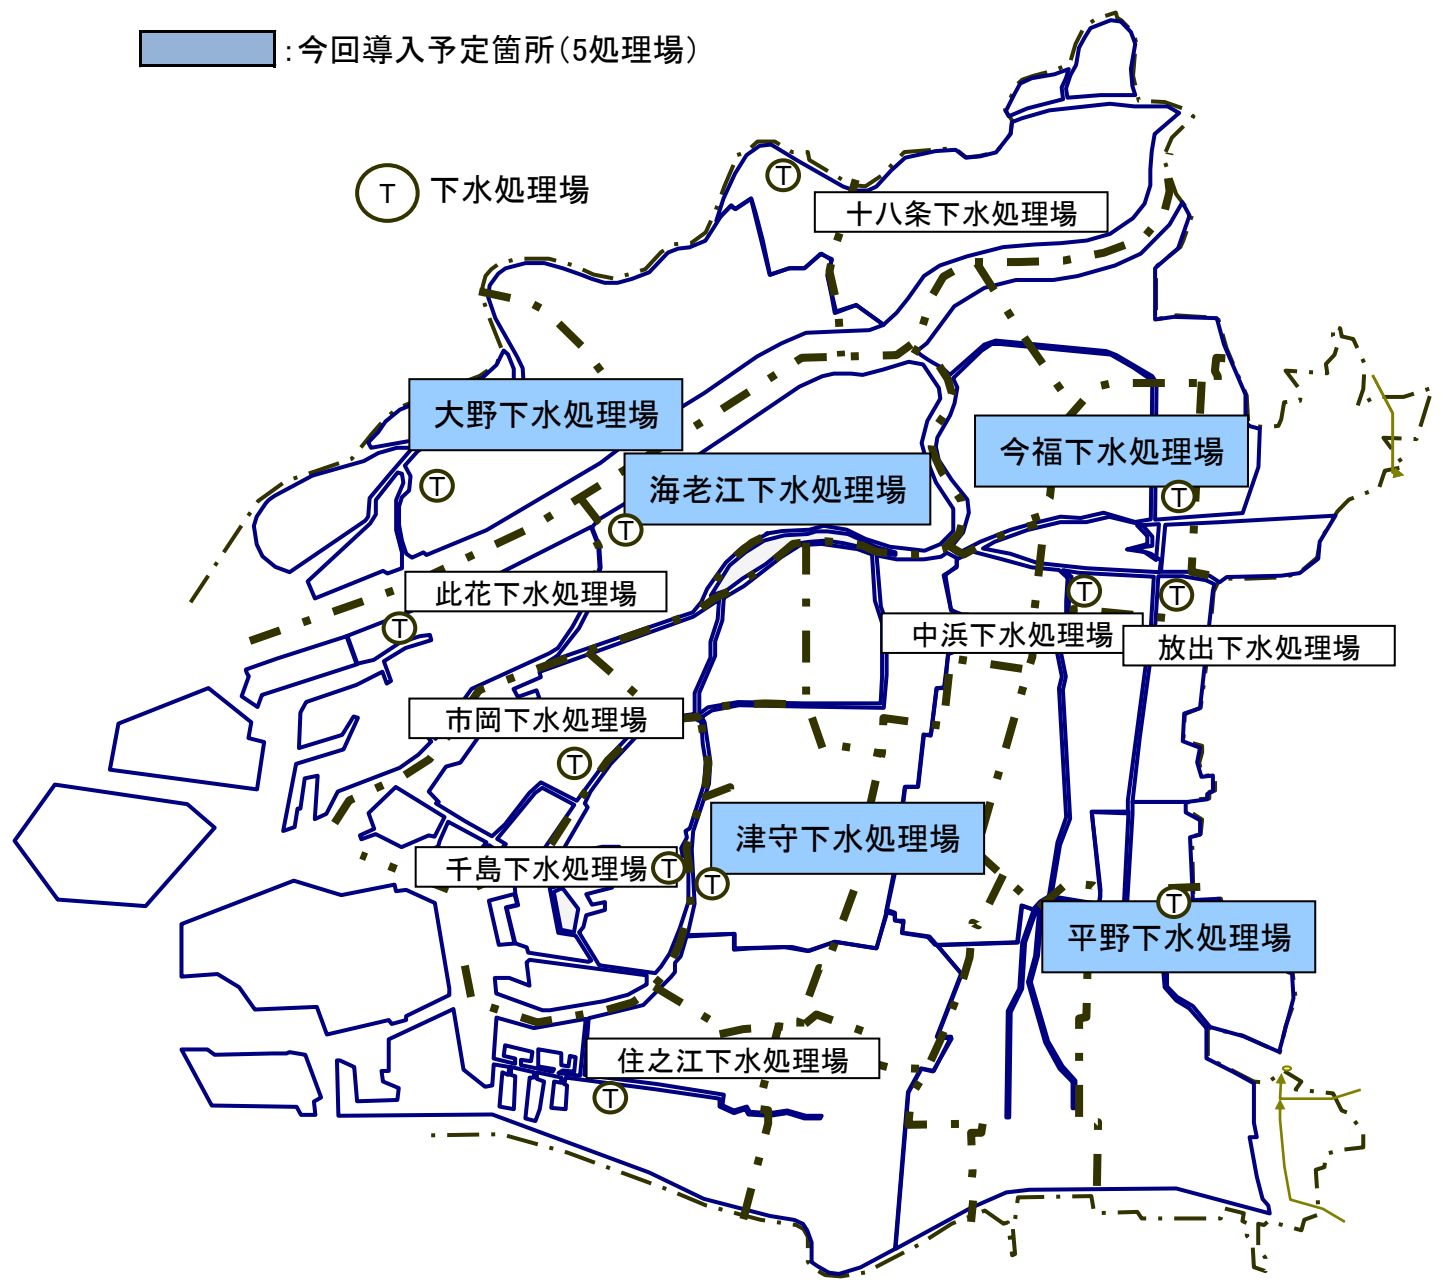 ：今回導入予定箇所（5処理場）
T 下水処理場
T
十八条下水処理場
大野下水処理場
T
海老江下水処理場
T
今福下水処理場
T
此花下水処理場
T
中浜下水処理場
T
放出下水処理場
T
市岡下水処理場
T
千島下水処理場
T
津守下水処理場
T
平野下水処理場
T
住之江下水処理場
T